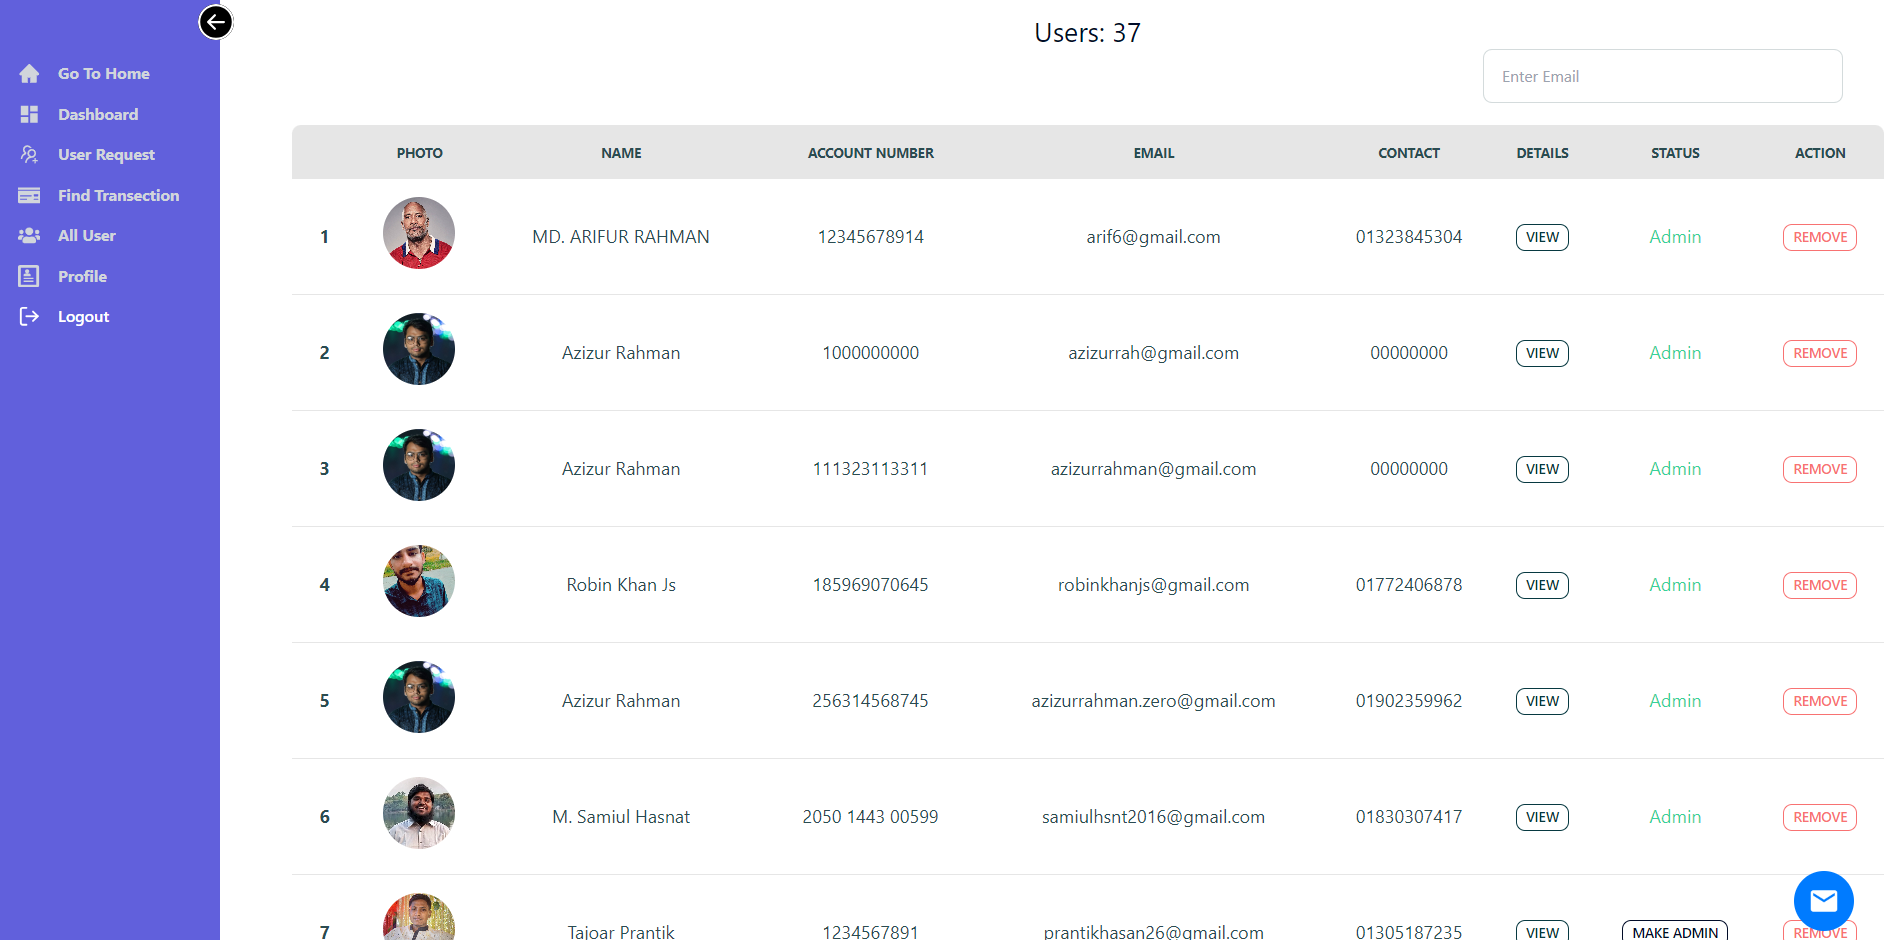 Users: 37
Enter Email
Go To Home
Dashboard
User Request
Find Transection
All User
Profile
Logout
PHOTO NAME ACCOUNT NUMBER EMAIL CONTACT DETAILS STATUS ACTION
1 MD. ARIFUR RAHMAN 12345678914 arif6@gmail.com 01323845304 VIEW Admin REMOVE
2 Azizur Rahman 1000000000 azizurrah@gmail.com 00000000 VIEW Admin REMOVE
3 Azizur Rahman 111323113311 azizurrahman@gmail.com 00000000 VIEW Admin REMOVE
4 Robin Khan Js 185969070645 robinkhanjs@gmail.com 01772406878 VIEW Admin REMOVE
5 Azizur Rahman 256314568745 azizurrahman.zero@gmail.com 01902359962 VIEW Admin REMOVE
6 M. Samiul Hasnat 2050 1443 00599 samiulhsnt2016@gmail.com 01830307417 VIEW Admin REMOVE
7 Tajoar Prantik 1234567891 prantikhasan26@gmail.com 01305187235 VIEW MAKE ADMIN REMOVE